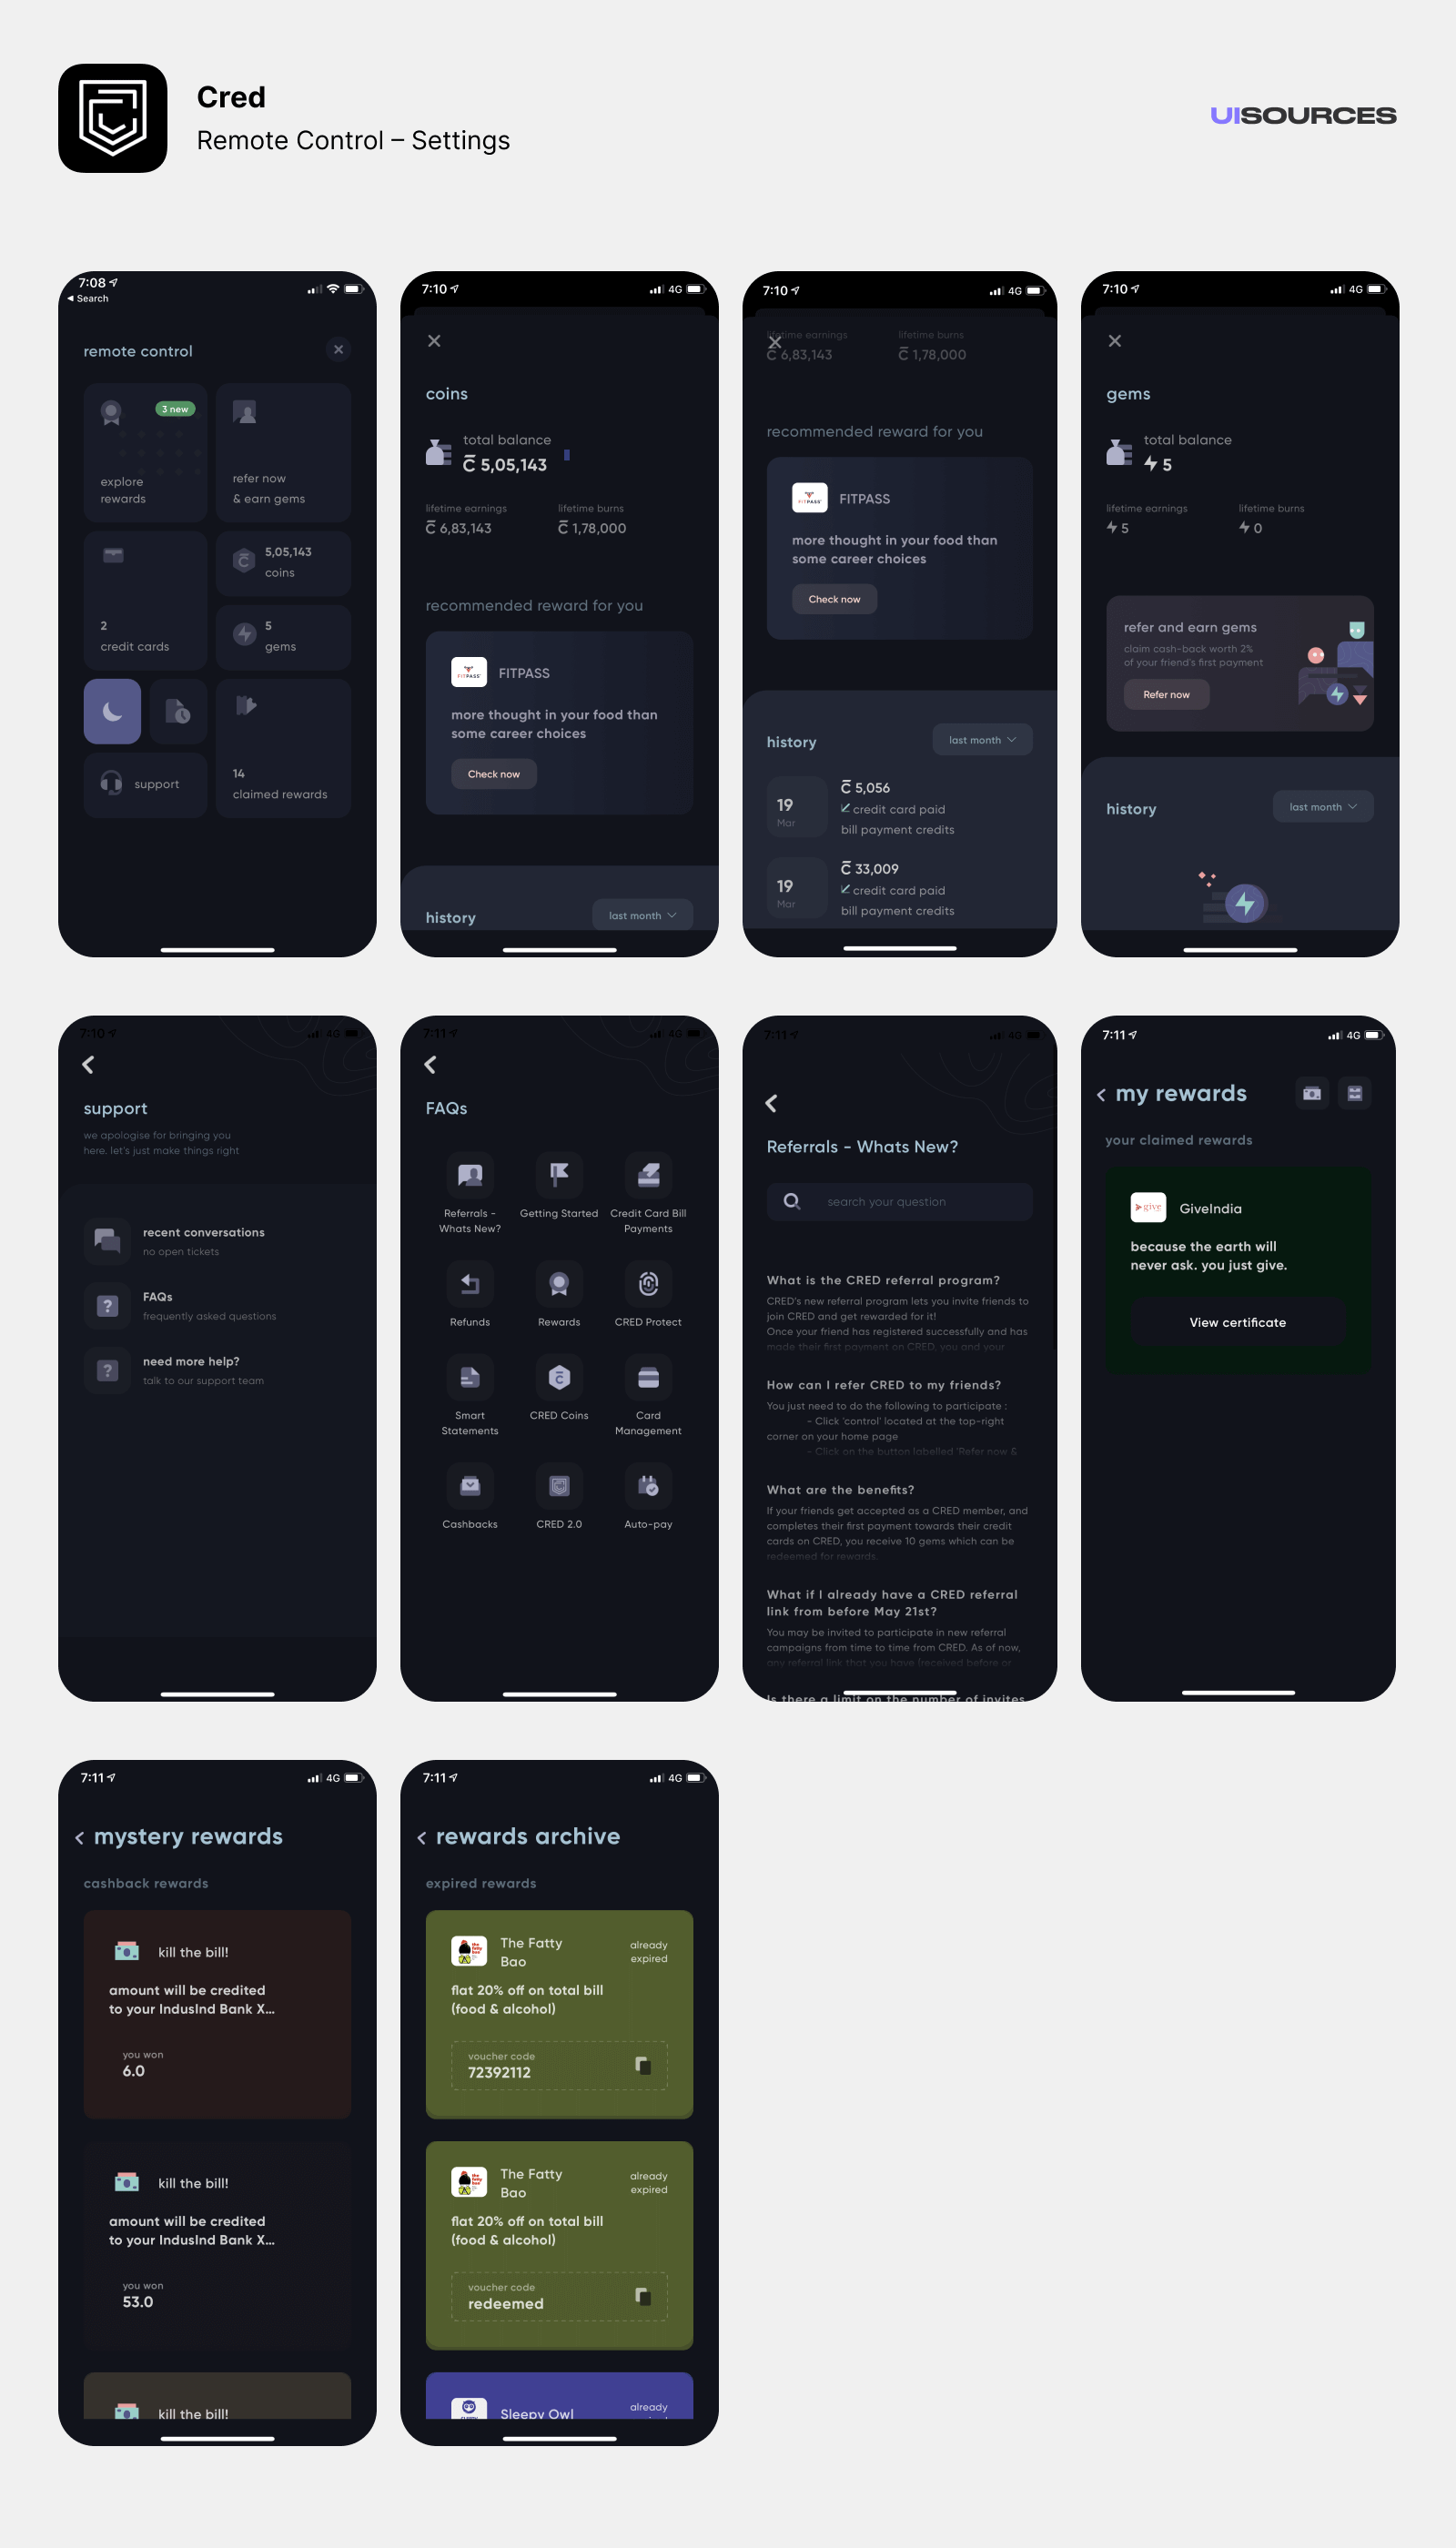 Cred
Remote Control – Settings
UISOURCES
7:08
Search
remote control
3 new
explore
rewards
refer now
& earn gems
2
credit cards
5,05,143
coins
5
gems
support
14
claimed rewards
7:10
4G
coins
total balance
C̅ 5,05,143
lifetime earnings
lifetime burns
C̅ 6,83,143
C̅ 1,78,000
recommended reward for you
FITPASS
FITPASS
more thought in your food than
some career choices
Check now
history
last month
7:10
4G
lifetime earnings
lifetime burns
C̅ 6,83,143
C̅ 1,78,000
recommended reward for you
FITPASS
FITPASS
more thought in your food than
some career choices
Check now
history
last month
19
Mar
C̅ 5,056
credit card paid
bill payment credits
19
Mar
C̅ 33,009
credit card paid
bill payment credits
7:10
4G
gems
total balance
5
lifetime earnings
lifetime burns
5
0
refer and earn gems
claim cash-back worth 2%
of your friend's first payment
Refer now
history
last month
7:10
4G
support
we apologise for bringing you
here. let's just make things right
recent conversations
no open tickets
FAQs
frequently asked questions
need more help?
talk to our support team
7:11
4G
FAQs
Referrals -
Whats New?
Getting Started
Credit Card Bill
Payments
Refunds
Rewards
CRED Protect
Smart
Statements
CRED Coins
Card
Management
Cashbacks
CRED 2.0
Auto-pay
7:11
4G
Referrals - Whats New?
search your question
What is the CRED referral program?
CRED's new referral program lets you invite friends to
join CRED and get rewarded for it!
Once your friend has registered successfully and has
made their first payment on CRED, you and your
How can I refer CRED to my friends?
You just need to do the following to participate :
- Click 'control' located at the top-right
corner on your home page
- Click on the button labelled 'Refer now &
What are the benefits?
If your friends get accepted as a CRED member, and
completes their first payment towards their credit
cards on CRED, you receive 10 gems which can be
redeemed for rewards.
What if I already have a CRED referral
link from before May 21st?
You may be invited to participate in new referral
campaigns from time to time from CRED. As of now,
any referral link that you have (received before or
Is there a limit on the number of invites
7:11
4G
my rewards
your claimed rewards
give
GiveIndia
because the earth will
never ask. you just give.
View certificate
7:11
4G
mystery rewards
cashback rewards
kill the bill!
amount will be credited
to your IndusInd Bank X...
you won
6.0
kill the bill!
amount will be credited
to your IndusInd Bank X...
you won
53.0
kill the bill!
7:11
4G
rewards archive
expired rewards
The Fatty
Bao
already
expired
flat 20% off on total bill
(food & alcohol)
voucher code
72392112
The Fatty
Bao
already
expired
flat 20% off on total bill
(food & alcohol)
voucher code
redeemed
Sleepy Owl
already